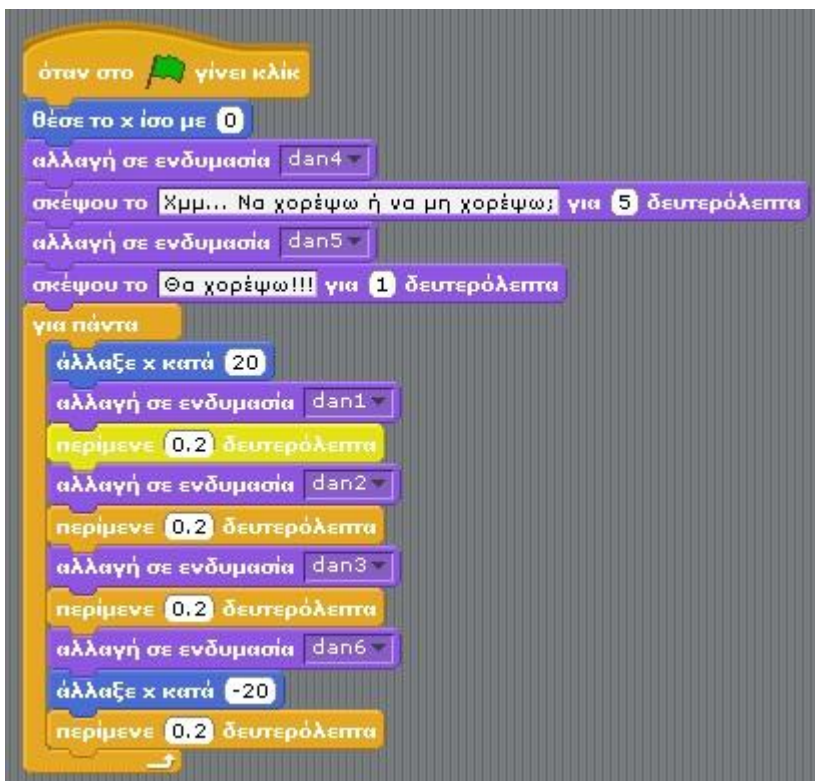 όταν στο γίνει κλίκ
θέσε το x ίσο με 0
αλλαγή σε ενδυμασία dan4
σκέψου το Χμμ... Να χορέψω ή να μη χορέψω; για 5 δευτερόλεπτα
αλλαγή σε ενδυμασία dan5
σκέψου το Θα χορέψω!!! για 1 δευτερόλεπτα
για πάντα
άλλαξε x κατά 20
αλλαγή σε ενδυμασία dan1
περίμενε 0.2 δευτερόλεπτα
αλλαγή σε ενδυμασία dan2
περίμενε 0.2 δευτερόλεπτα
αλλαγή σε ενδυμασία dan3
περίμενε 0.2 δευτερόλεπτα
αλλαγή σε ενδυμασία dan6
άλλαξε x κατά -20
περίμενε 0.2 δευτερόλεπτα